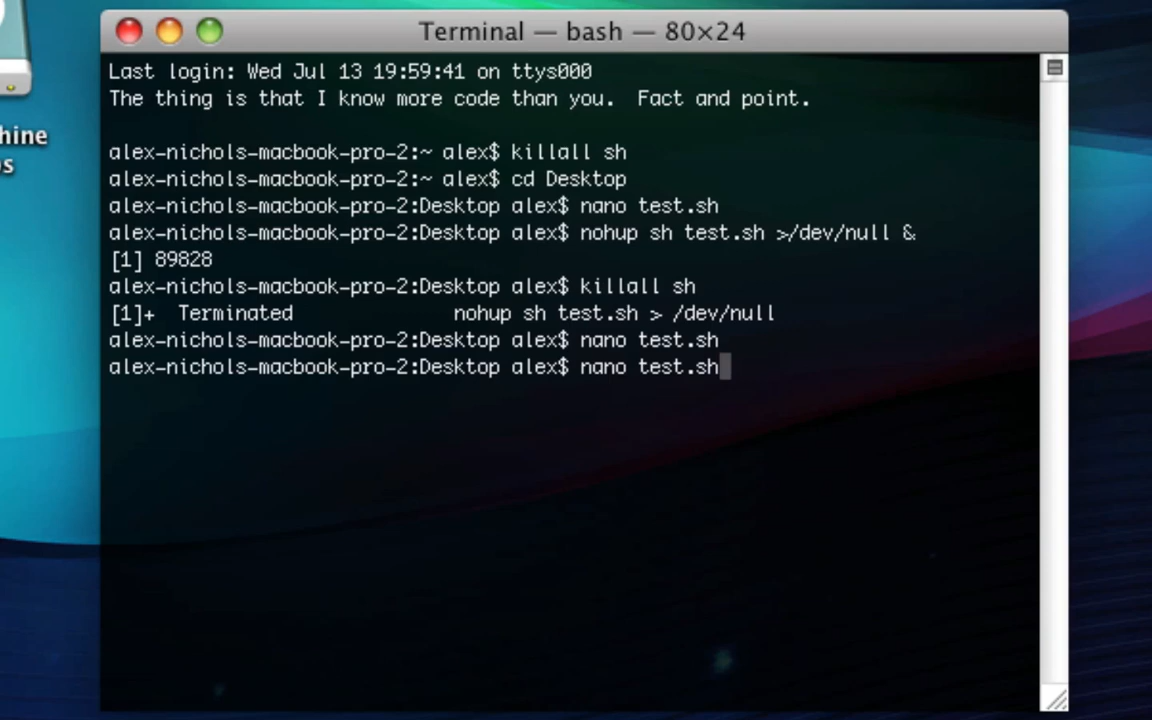 Terminal — bash — 80×24
Last login: Wed Jul 13 19:59:41 on ttys000
The thing is that I know more code than you.  Fact and point.
hine
alex-nichols-macbook-pro-2:~ alex$ killall sh
os
alex-nichols-macbook-pro-2:~ alex$ cd Desktop
alex-nichols-macbook-pro-2:Desktop alex$ nano test.sh
alex-nichols-macbook-pro-2:Desktop alex$ nohup sh test.sh >/dev/null &
[1] 89828
alex-nichols-macbook-pro-2:Desktop alex$ killall sh
[1]+  Terminated                 nohup sh test.sh > /dev/null
alex-nichols-macbook-pro-2:Desktop alex$ nano test.sh
alex-nichols-macbook-pro-2:Desktop alex$ nano test.sh